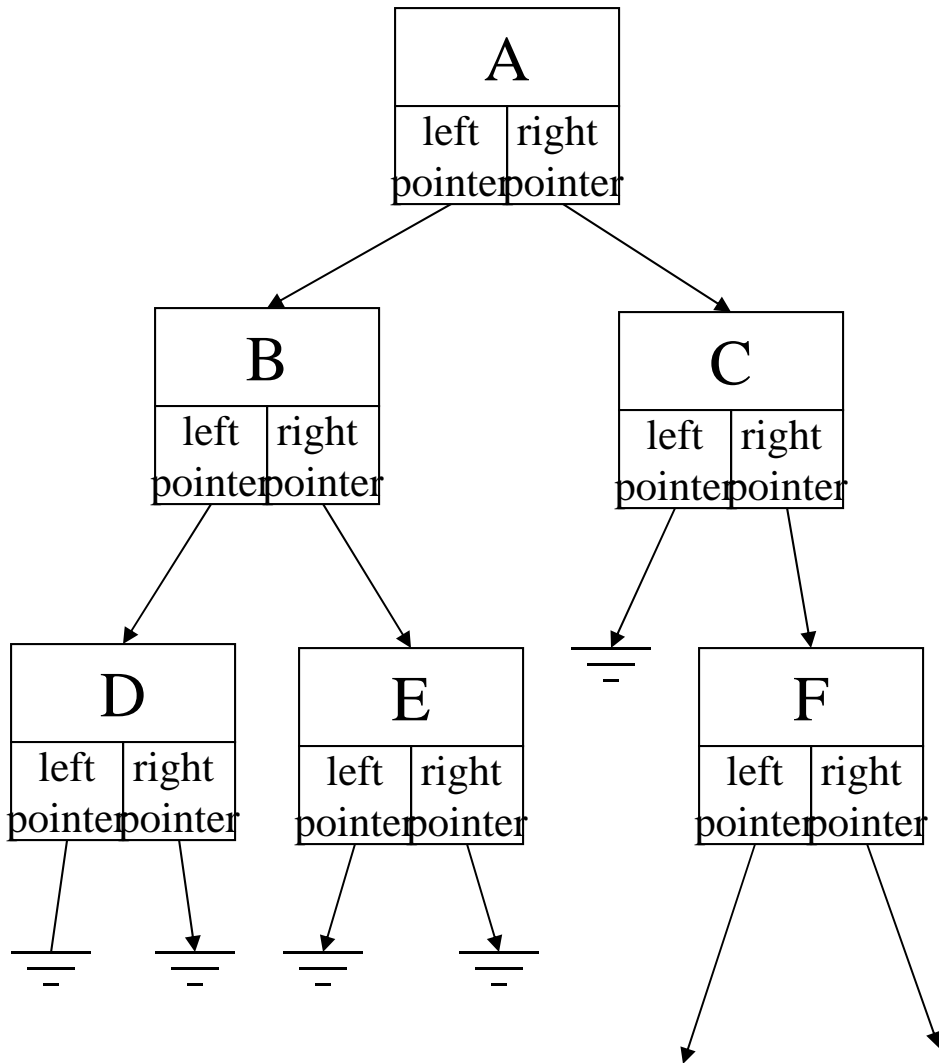 A
left right
pointer pointer
B
left right
pointer pointer
C
left right
pointer pointer
D
left right
pointer pointer
E
left right
pointer pointer
F
left right
pointer pointer